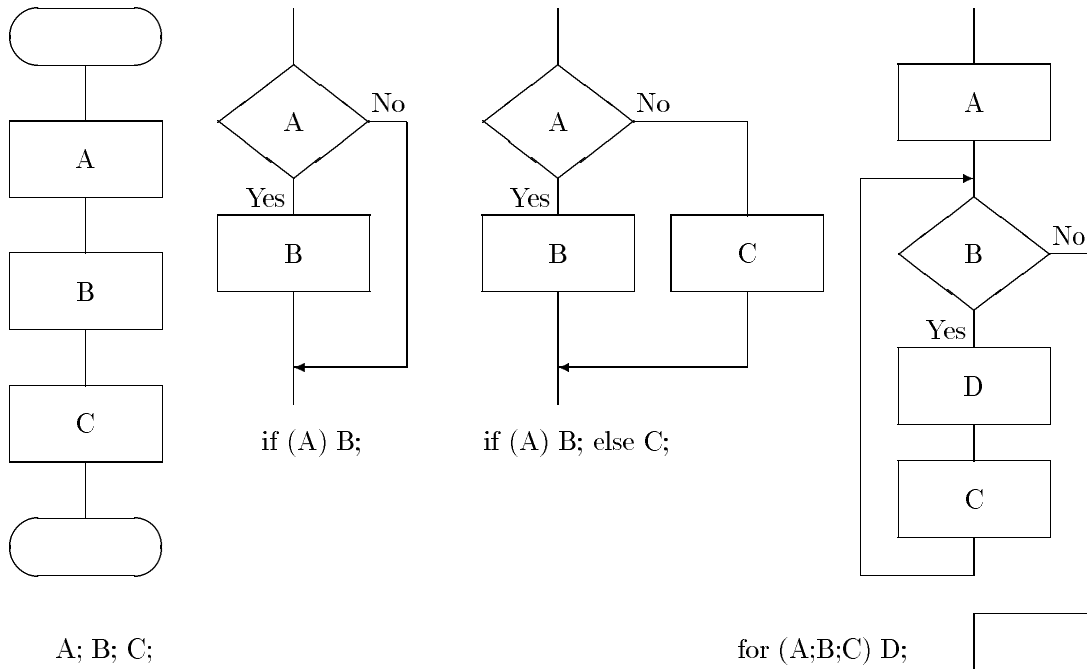 A
B
C
A; B; C;
A
No
Yes
B
if (A) B;
A
No
Yes
B
C
if (A) B; else C;
A
B
No
Yes
D
C
for (A;B;C) D;